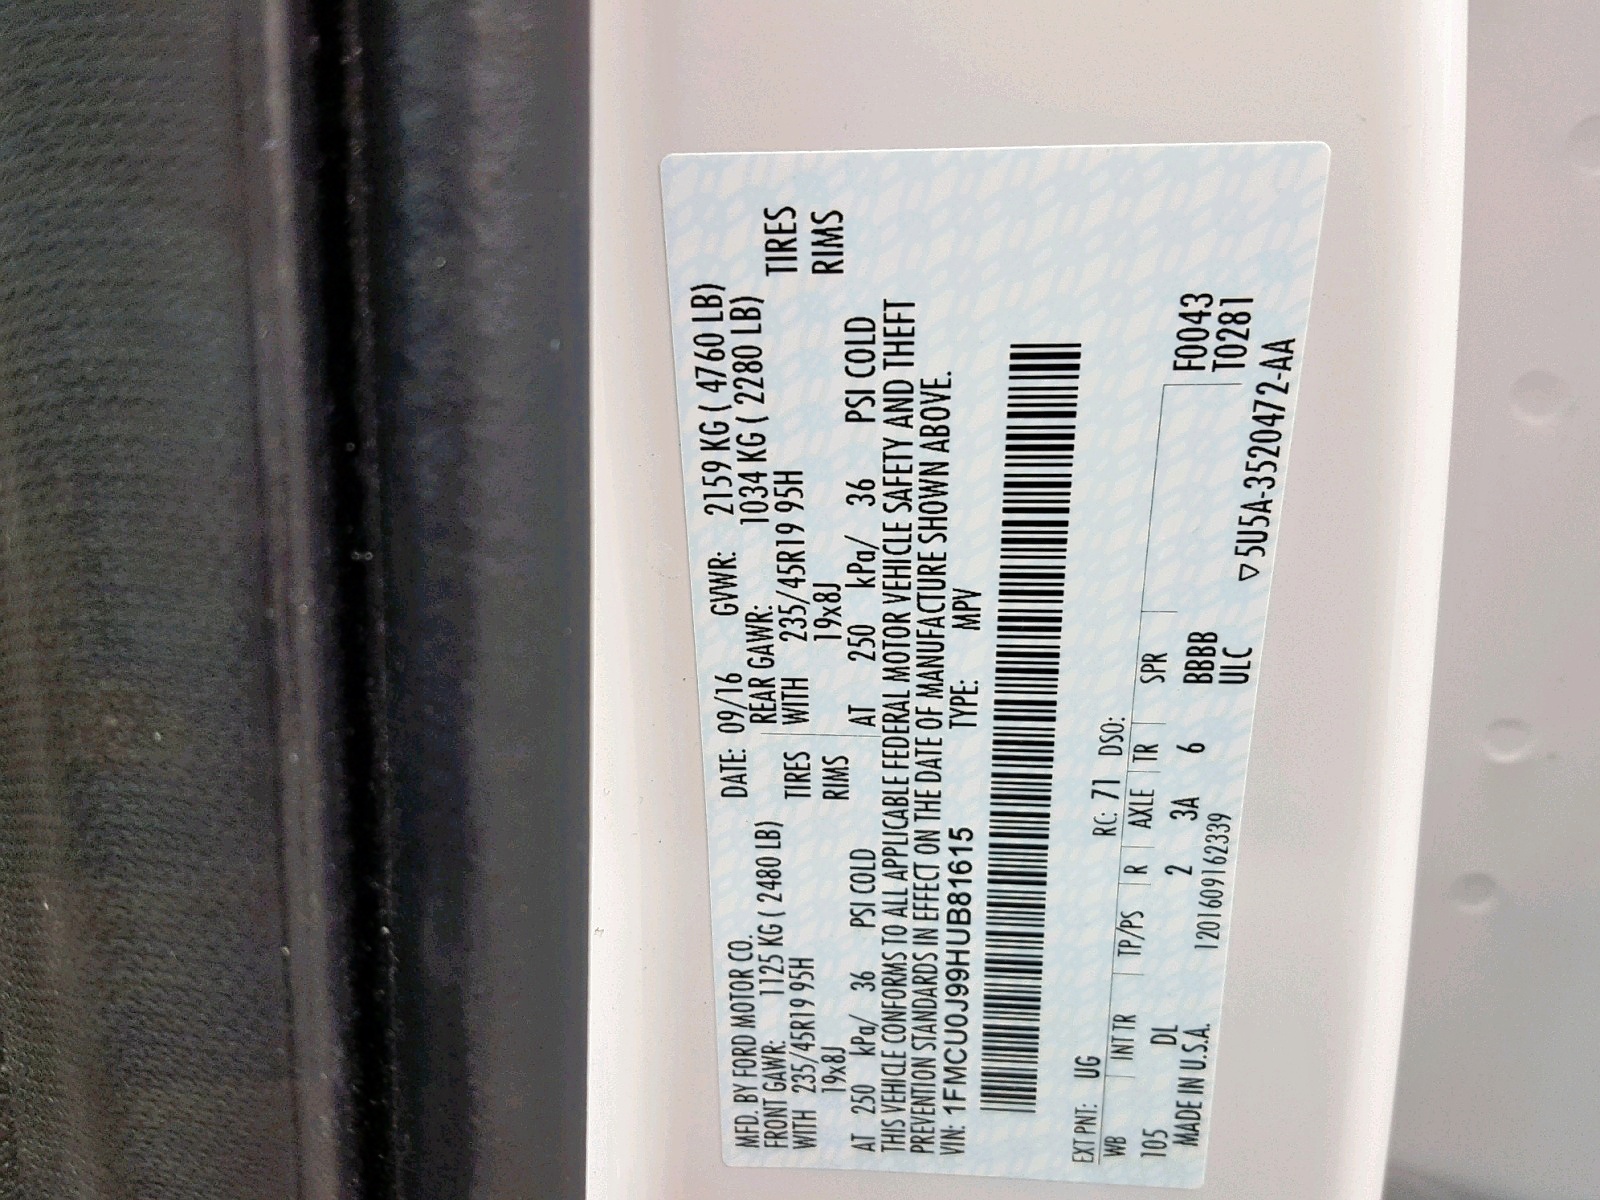 MFD. BY FORD MOTOR CO. DATE: 09/16 GVWR: 2159 KG ( 4760 LB)
FRONT GAWR: 1125 KG ( 2480 LB) REAR GAWR: 1034 KG ( 2280 LB)
WITH 235/45R19 95H TIRES WITH 235/45R19 95H TIRES
19x8J RIMS 19x8J RIMS
AT 250 kPa/ 36 PSI COLD AT 250 kPa/ 36 PSI COLD
THIS VEHICLE CONFORMS TO ALL APPLICABLE FEDERAL MOTOR VEHICLE SAFETY AND THEFT
PREVENTION STANDARDS IN EFFECT ON THE DATE OF MANUFACTURE SHOWN ABOVE.
VIN: 1FMCU0J99HUB81615 TYPE: MPV
EXT PNT: UG RC: 71 DSO:
WB INT TR TP/PS R AXLE TR SPR F0043
105 DL 2 3A 6 BBBB T0281
MADE IN U.S.A. 1201609162339 ULC
▽ 5U5A-3520472-AA